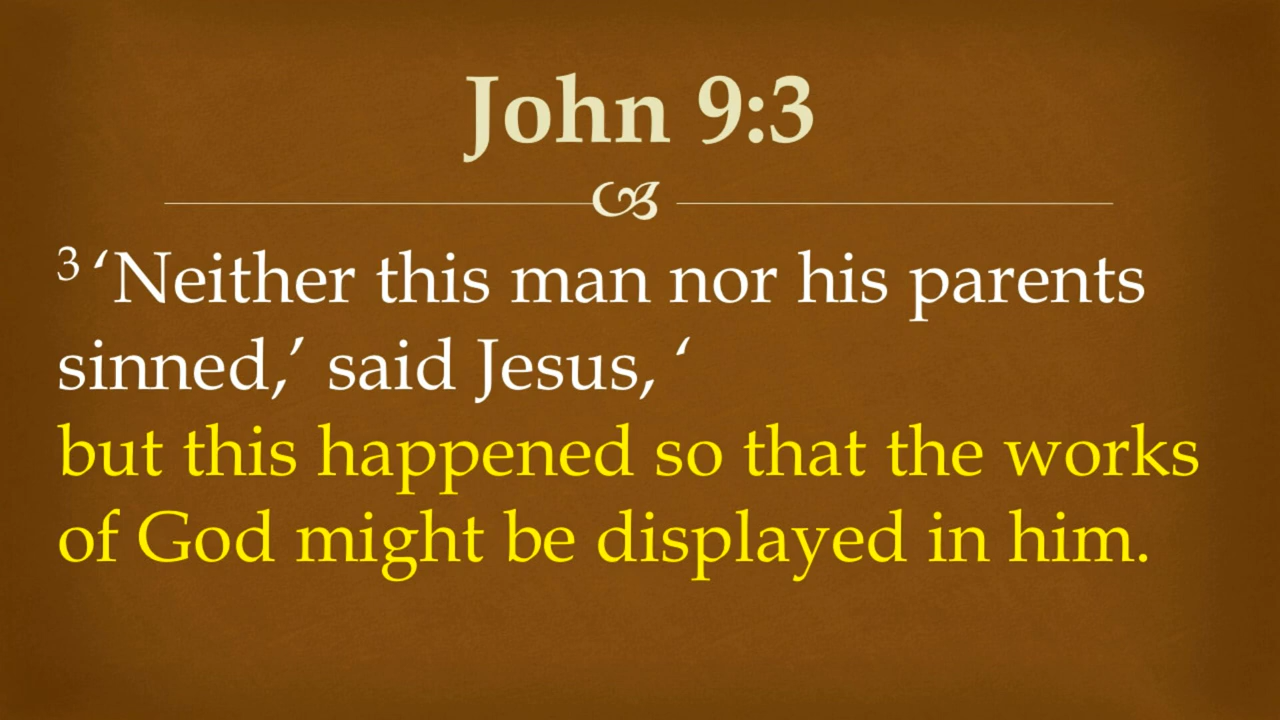 John 9:3
3 ‘Neither this man nor his parents
sinned,’ said Jesus, ‘
but this happened so that the works
of God might be displayed in him.